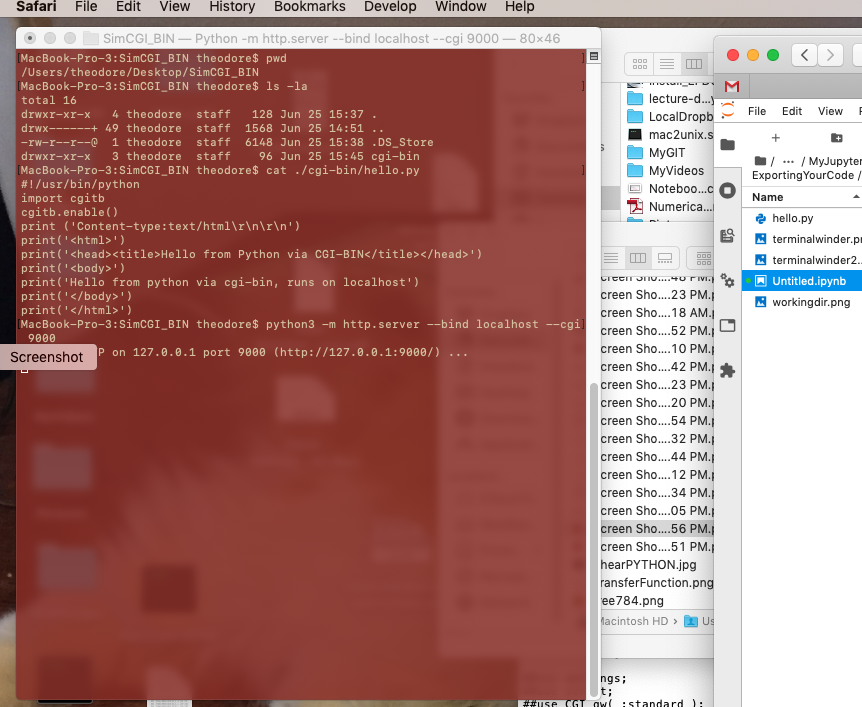 Safari File Edit View History Bookmarks Develop Window Help
SimCGI_BIN — Python -m http.server --bind localhost --cgi 9000 — 80×46
[MacBook-Pro-3:SimCGI_BIN theodore$ pwd ]
/Users/theodore/Desktop/SimCGI_BIN
[MacBook-Pro-3:SimCGI_BIN theodore$ ls -la ]
total 16
drwxr-xr-x 4 theodore staff 128 Jun 25 15:37 .
drwx------+ 49 theodore staff 1568 Jun 25 14:51 ..
-rw-r--r--@ 1 theodore staff 6148 Jun 25 15:38 .DS_Store
drwxr-xr-x 3 theodore staff 96 Jun 25 15:45 cgi-bin
[MacBook-Pro-3:SimCGI_BIN theodore$ cat ./cgi-bin/hello.py ]
#!/usr/bin/python
import cgitb
cgitb.enable()
print ('Content-type:text/html\r\n\r\n')
print('<html>')
print('<head><title>Hello from Python via CGI-BIN</title></head>')
print('<body>')
print('Hello from python via cgi-bin, runs on localhost')
print('</body>')
print('</html>')
[MacBook-Pro-3:SimCGI_BIN theodore$ python3 -m http.server --bind localhost --cgi]
9000
P on 127.0.0.1 port 9000 (http://127.0.0.1:9000/) ...
Screenshot
lecture-d...y
LocalDropb
mac2unix.s
MyGIT
MyVideos
Noteboo...c
Numerica...
creen Sho....23 PM.p
creen Sho....18 AM.p
creen Sho....52 PM.p
creen Sho....10 PM.p
creen Sho....42 PM.p
creen Sho....23 PM.p
creen Sho....20 PM.p
creen Sho....54 PM.p
creen Sho....32 PM.p
creen Sho....44 PM.p
creen Sho....12 PM.p
creen Sho....34 PM.p
creen Sho....05 PM.p
creen Sho....56 PM.p
creen Sho....51 PM.p
hearPYTHON.jpg
ransferFunction.png
ree784.png
Macintosh HD › Us
ngs;
t;
##use CGI qw( :standard );
File Edit View
/ ··· / MyJupyter
ExportingYourCode /
Name
hello.py
terminalwinder.pn
terminalwinder2..
Untitled.ipynb
workingdir.png